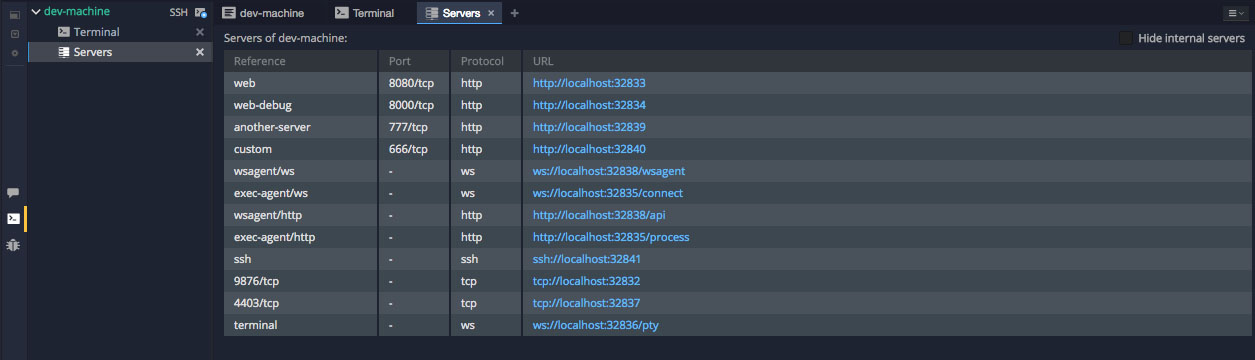 dev-machine SSH
Terminal
Servers
dev-machine Terminal Servers
Servers of dev-machine: Hide internal servers
Reference Port Protocol URL
web 8080/tcp http http://localhost:32833
web-debug 8000/tcp http http://localhost:32834
another-server 777/tcp http http://localhost:32839
custom 666/tcp http http://localhost:32840
wsagent/ws - ws ws://localhost:32838/wsagent
exec-agent/ws - ws ws://localhost:32835/connect
wsagent/http - http http://localhost:32838/api
exec-agent/http - http http://localhost:32835/process
ssh - ssh ssh://localhost:32841
9876/tcp - tcp tcp://localhost:32832
4403/tcp - tcp tcp://localhost:32837
terminal - ws ws://localhost:32836/pty